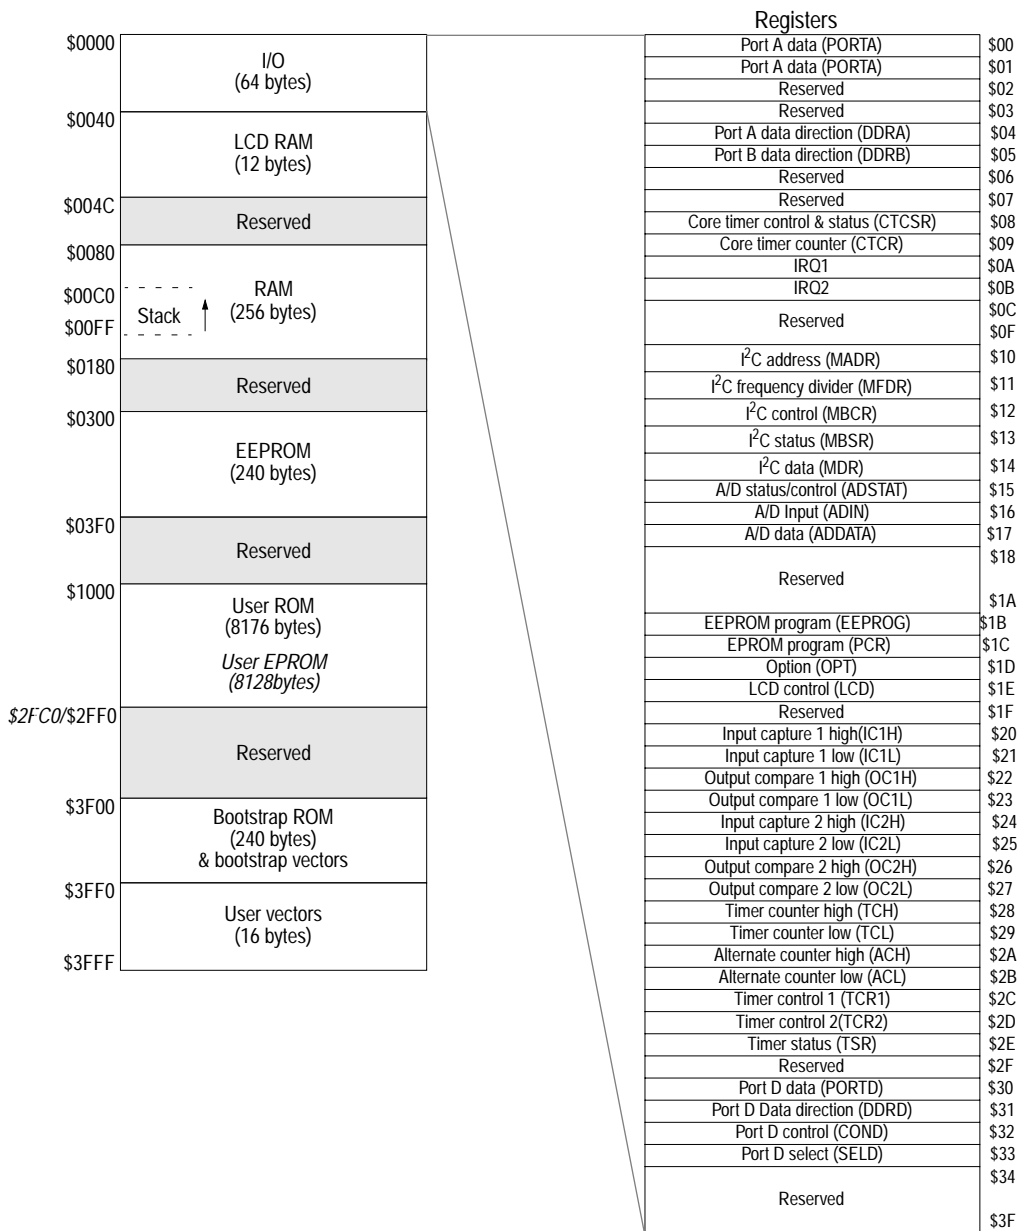 Registers
$0000
I/O
(64 bytes)
$0040
LCD RAM
(12 bytes)
$004C
Reserved
$0080
RAM
(256 bytes)
$00C0
Stack
$00FF
$0180
Reserved
$0300
EEPROM
(240 bytes)
$03F0
Reserved
$1000
User ROM
(8176 bytes)
User EPROM
(8128bytes)
$2FC0/$2FF0
Reserved
$3F00
Bootstrap ROM
(240 bytes)
& bootstrap vectors
$3FF0
User vectors
(16 bytes)
$3FFF
Port A data (PORTA) $00
Port A data (PORTA) $01
Reserved $02
Reserved $03
Port A data direction (DDRA) $04
Port B data direction (DDRB) $05
Reserved $06
Reserved $07
Core timer control & status (CTCSR) $08
Core timer counter (CTCR) $09
IRQ1 $0A
IRQ2 $0B
$0C
Reserved
$0F
I2C address (MADR) $10
I2C frequency divider (MFDR) $11
I2C control (MBCR) $12
I2C status (MBSR) $13
I2C data (MDR) $14
A/D status/control (ADSTAT) $15
A/D Input (ADIN) $16
A/D data (ADDATA) $17
$18
Reserved
$1A
EEPROM program (EEPROG) $1B
EPROM program (PCR) $1C
Option (OPT) $1D
LCD control (LCD) $1E
Reserved $1F
Input capture 1 high(IC1H) $20
Input capture 1 low (IC1L) $21
Output compare 1 high (OC1H) $22
Output compare 1 low (OC1L) $23
Input capture 2 high (IC2H) $24
Input capture 2 low (IC2L) $25
Output compare 2 high (OC2H) $26
Output compare 2 low (OC2L) $27
Timer counter high (TCH) $28
Timer counter low (TCL) $29
Alternate counter high (ACH) $2A
Alternate counter low (ACL) $2B
Timer control 1 (TCR1) $2C
Timer control 2(TCR2) $2D
Timer status (TSR) $2E
Reserved $2F
Port D data (PORTD) $30
Port D Data direction (DDRD) $31
Port D control (COND) $32
Port D select (SELD) $33
$34
Reserved
$3F